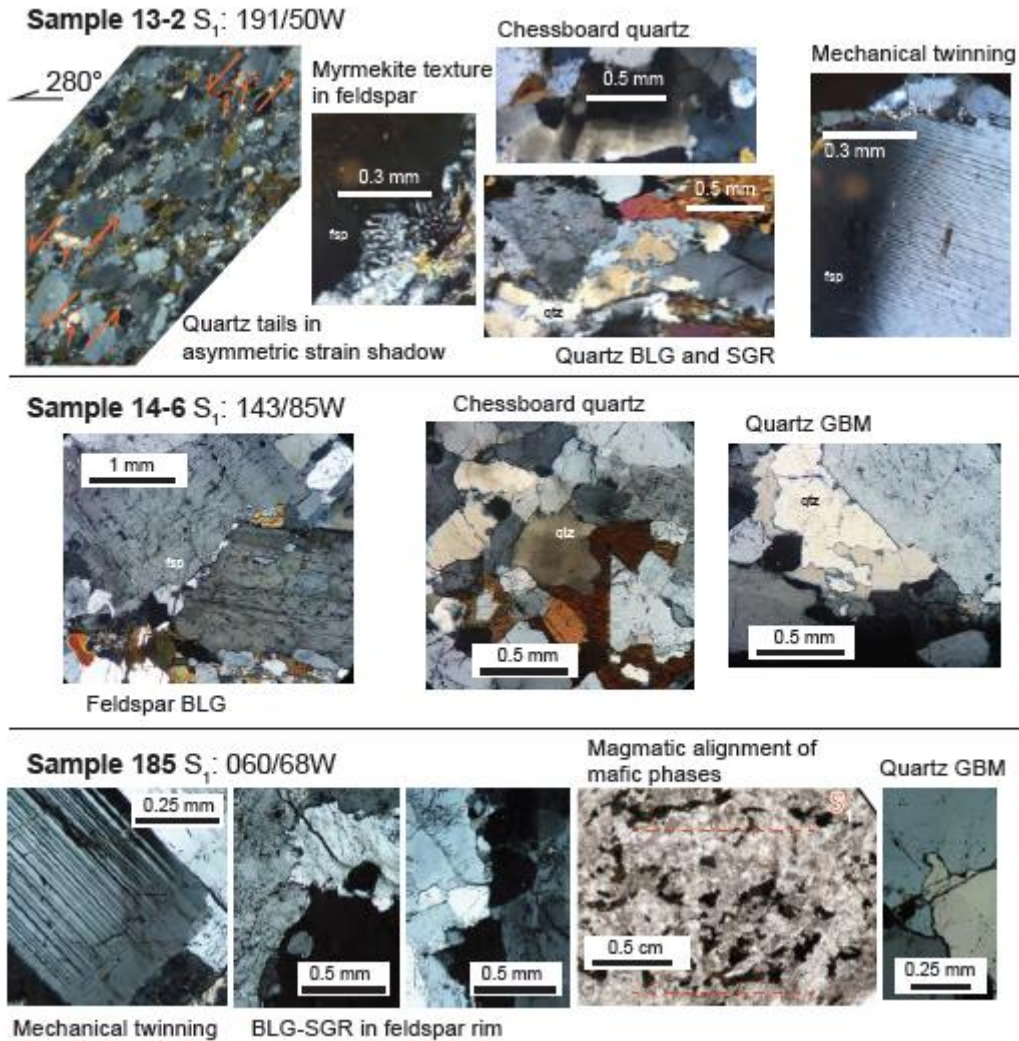 Sample 13-2 S1: 191/50W
280°
Myrmekite texture
in feldspar
0.3 mm
fsp
Quartz tails in
asymmetric strain shadow
Chessboard quartz
0.5 mm
0.5 mm
qtz
Quartz BLG and SGR
Mechanical twinning
0.3 mm
fsp
Sample 14-6 S1: 143/85W
1 mm
fsp
Feldspar BLG
Chessboard quartz
qtz
0.5 mm
Quartz GBM
qtz
0.5 mm
Sample 185 S1: 060/68W
0.25 mm
Mechanical twinning
0.5 mm
0.5 mm
BLG-SGR in feldspar rim
Magmatic alignment of
mafic phases
0.5 cm
Quartz GBM
0.25 mm